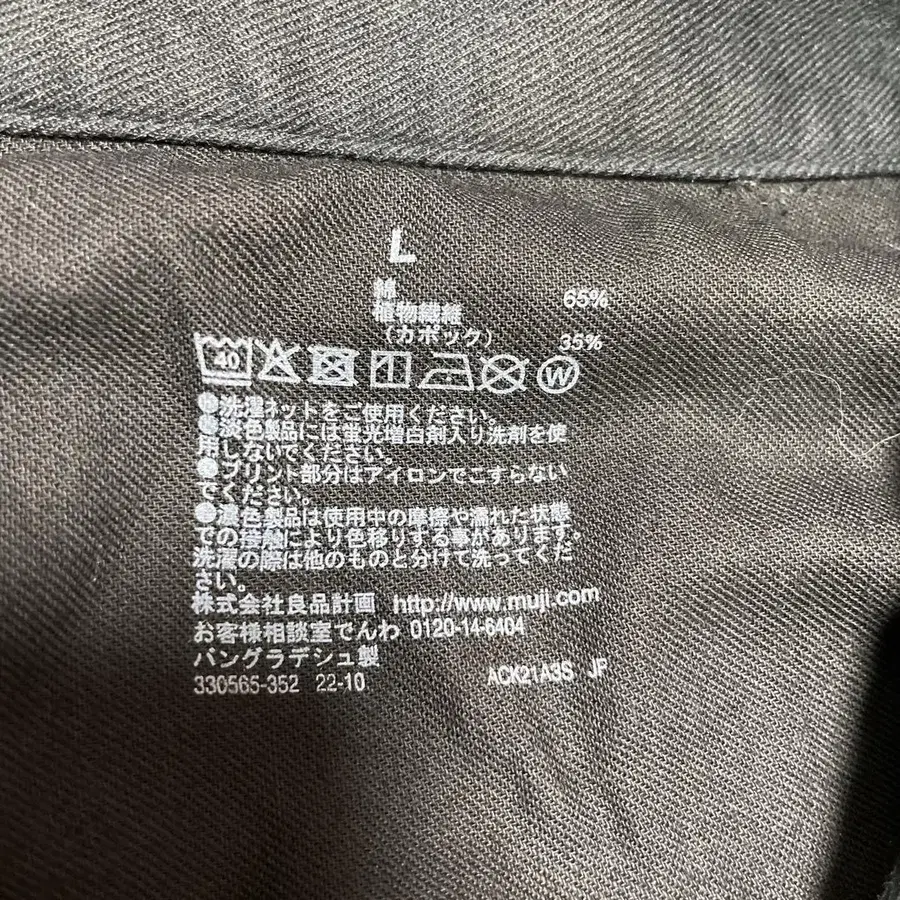 L
綿 65%
植物繊維
(カポック) 35%
40 W
●洗濯ネットをご使用ください。
●淡色製品には蛍光増白剤入り洗剤を使
用しないでください。
●プリント部分はアイロンでこすらない
でください。
●濃色製品は使用中の摩擦や濡れた状態
での接触により色移りする事があります。
洗濯の際は他のものと分けて洗ってくだ
さい。
株式会社良品計画 http://www.muji.com
お客様相談室でんわ 0120-14-6404
バングラデシュ製
330565-352 22-10 ACK21A3S JP